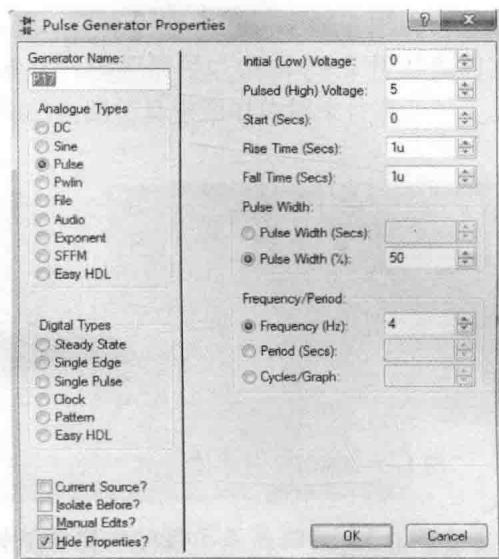 Pulse Generator Properties
Generator Name:
P1.7
Analogue Types
DC
Sine
Pulse
Pwlin
File
Audio
Exponent
SFFM
Easy HDL
Digital Types
Steady State
Single Edge
Single Pulse
Clock
Pattern
Easy HDL
Current Source?
Isolate Before?
Manual Edits?
Hide Properties?
Initial (Low) Voltage: 0
Pulsed (High) Voltage: 5
Start (Secs): 0
Rise Time (Secs): 1u
Fall Time (Secs): 1u
Pulse Width:
Pulse Width (Secs):
Pulse Width (%): 50
Frequency/Period:
Frequency (Hz): 4
Period (Secs):
Cycles/Graph:
OK
Cancel